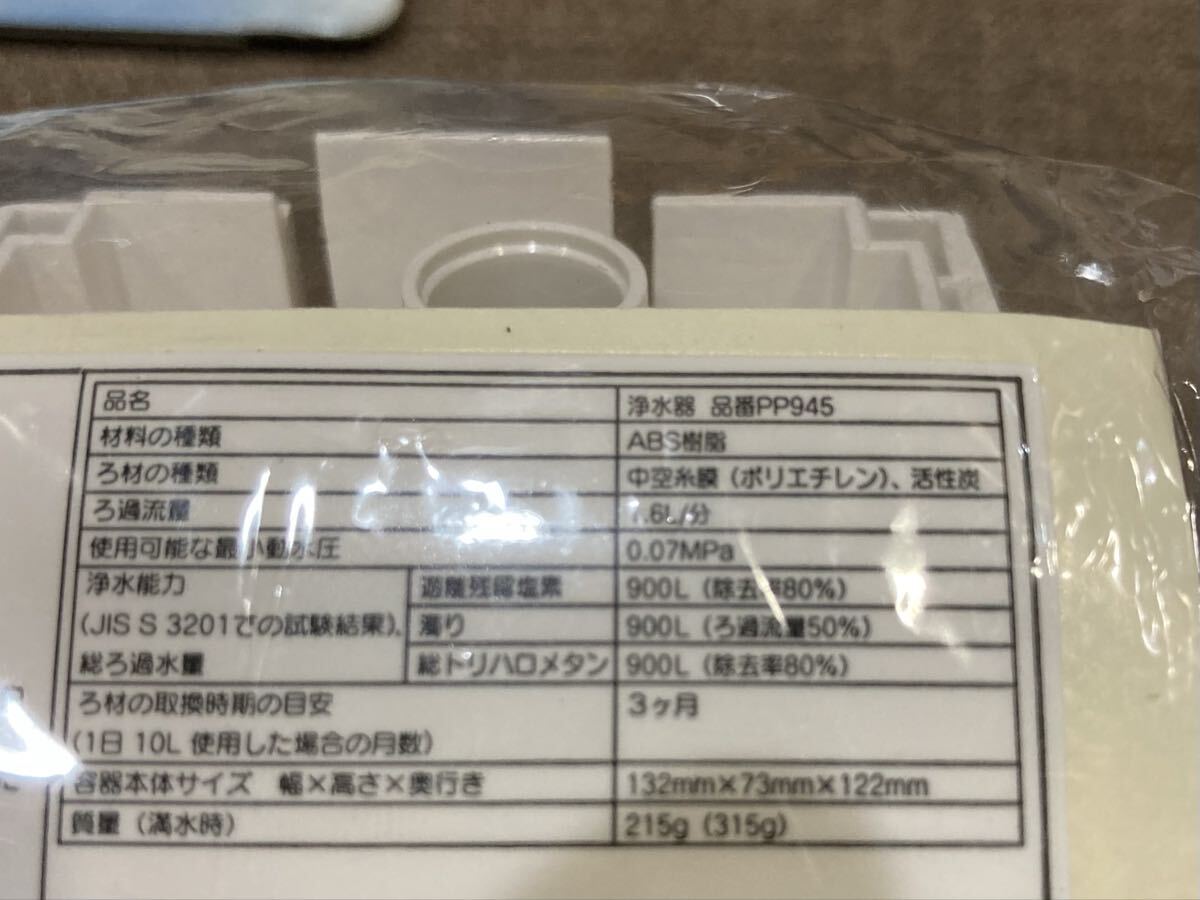 品名 浄水器 品番PP945
材料の種類 ABS樹脂
ろ材の種類 中空糸膜（ポリエチレン）、活性炭
ろ過流量 1.6L/分
使用可能な最小動水圧 0.07MPa
浄水能力 遊離残留塩素 900L（除去率80%）
(JIS S 3201での試験結果)、 濁り 900L（ろ過流量50%）
総ろ過水量 総トリハロメタン 900L（除去率80%）
ろ材の取換時期の目安 3ヶ月
(1日 10L 使用した場合の月数)
容器本体サイズ 幅×高さ×奥行き 132mm×73mm×122mm
質量（満水時） 215g（315g）